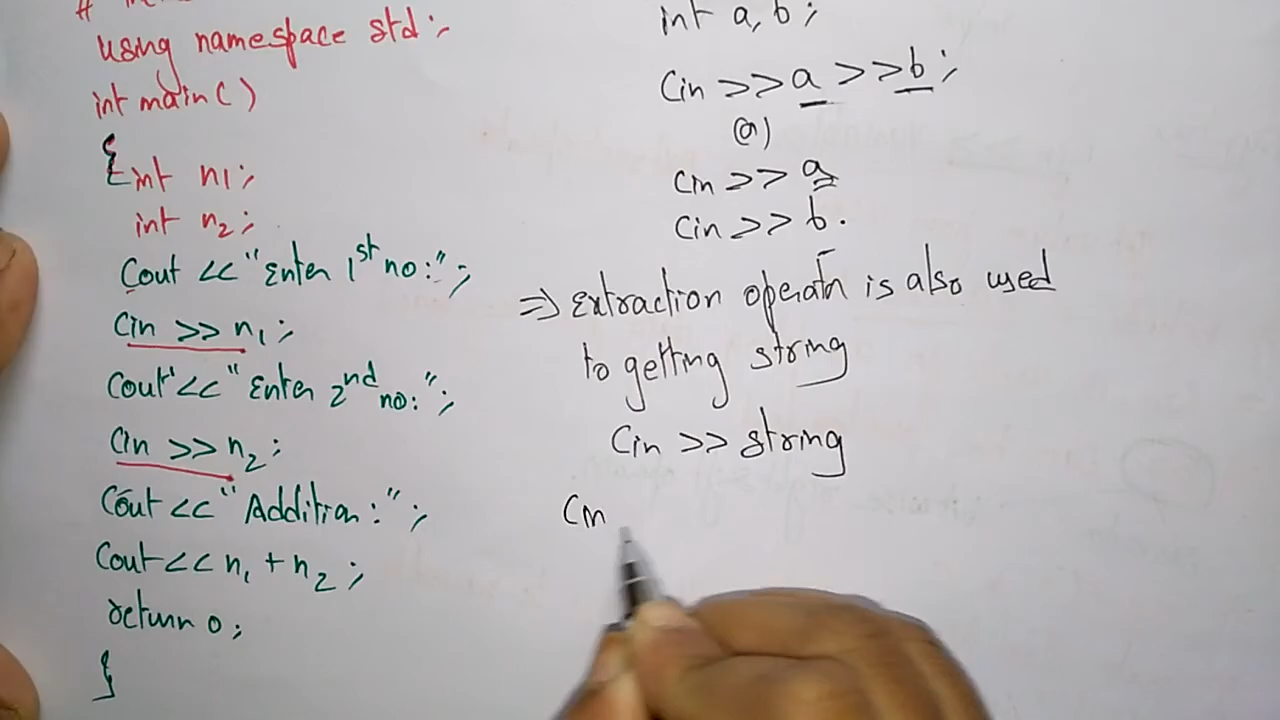 using namespace std;
int main()
{int n1;
int n2;
Cout <<"Enter 1st no:";
Cin >> n1;
Cout<<"Enter 2nd no:";
Cin >> n2;
Cout <<"Addition:";
Cout<< n1 + n2;
return 0;
}
int a, b;
Cin >> a >> b;
(or)
Cin >> a
Cin >> b.
=> Extraction operatr is also used
to getting string
Cin >> string
Cin